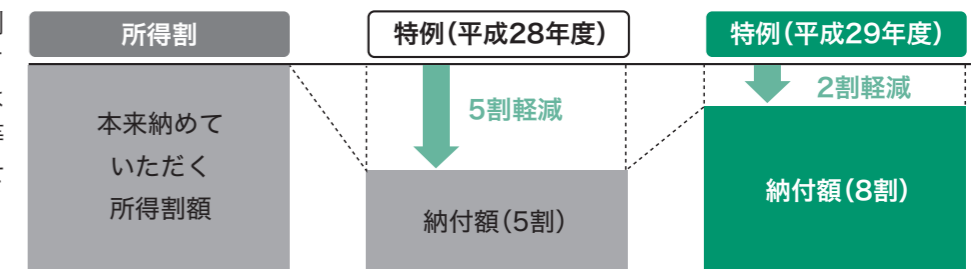 所得割
本来納めて
いただく
所得割額
特例(平成28年度)
5割軽減
納付額(5割)
特例(平成29年度)
2割軽減
納付額(8割)